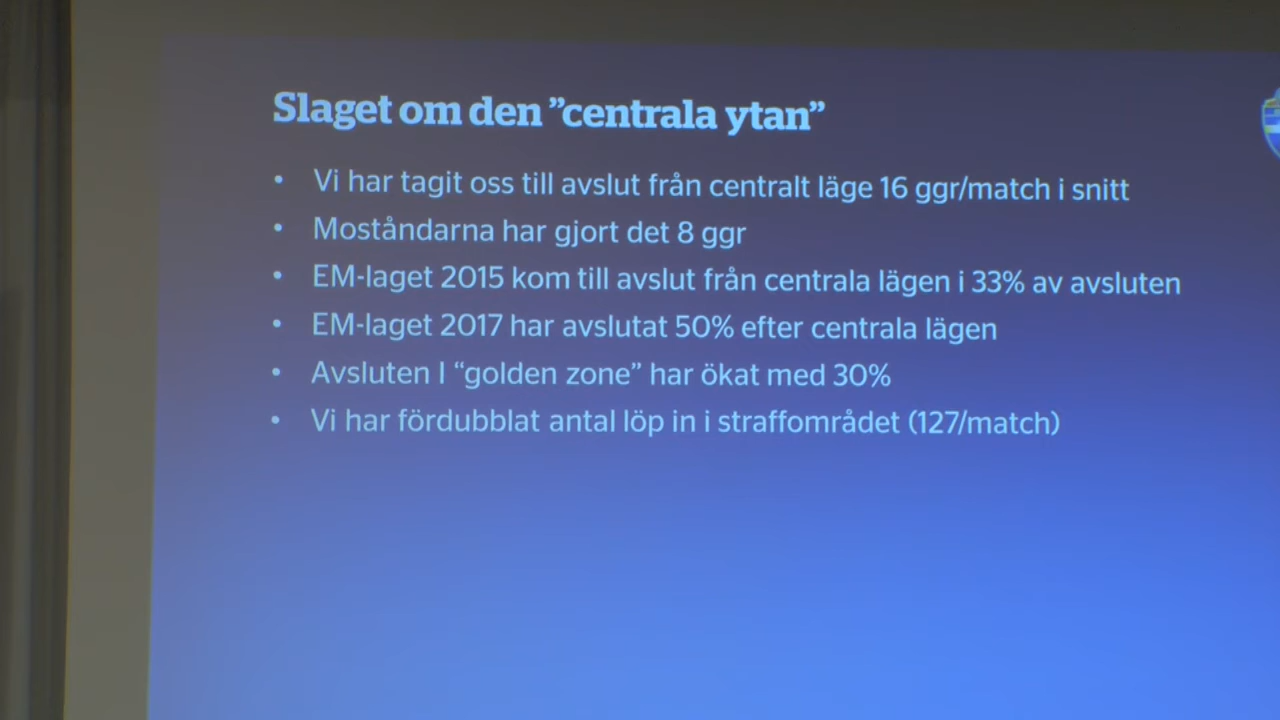 Slaget om den ”centrala ytan”
• Vi har tagit oss till avslut från centralt läge 16 ggr/match i snitt
• Moståndarna har gjort det 8 ggr
• EM-laget 2015 kom till avslut från centrala lägen i 33% av avsluten
• EM-laget 2017 har avslutat 50% efter centrala lägen
• Avsluten I “golden zone” har ökat med 30%
• Vi har fördubblat antal löp in i straffområdet (127/match)